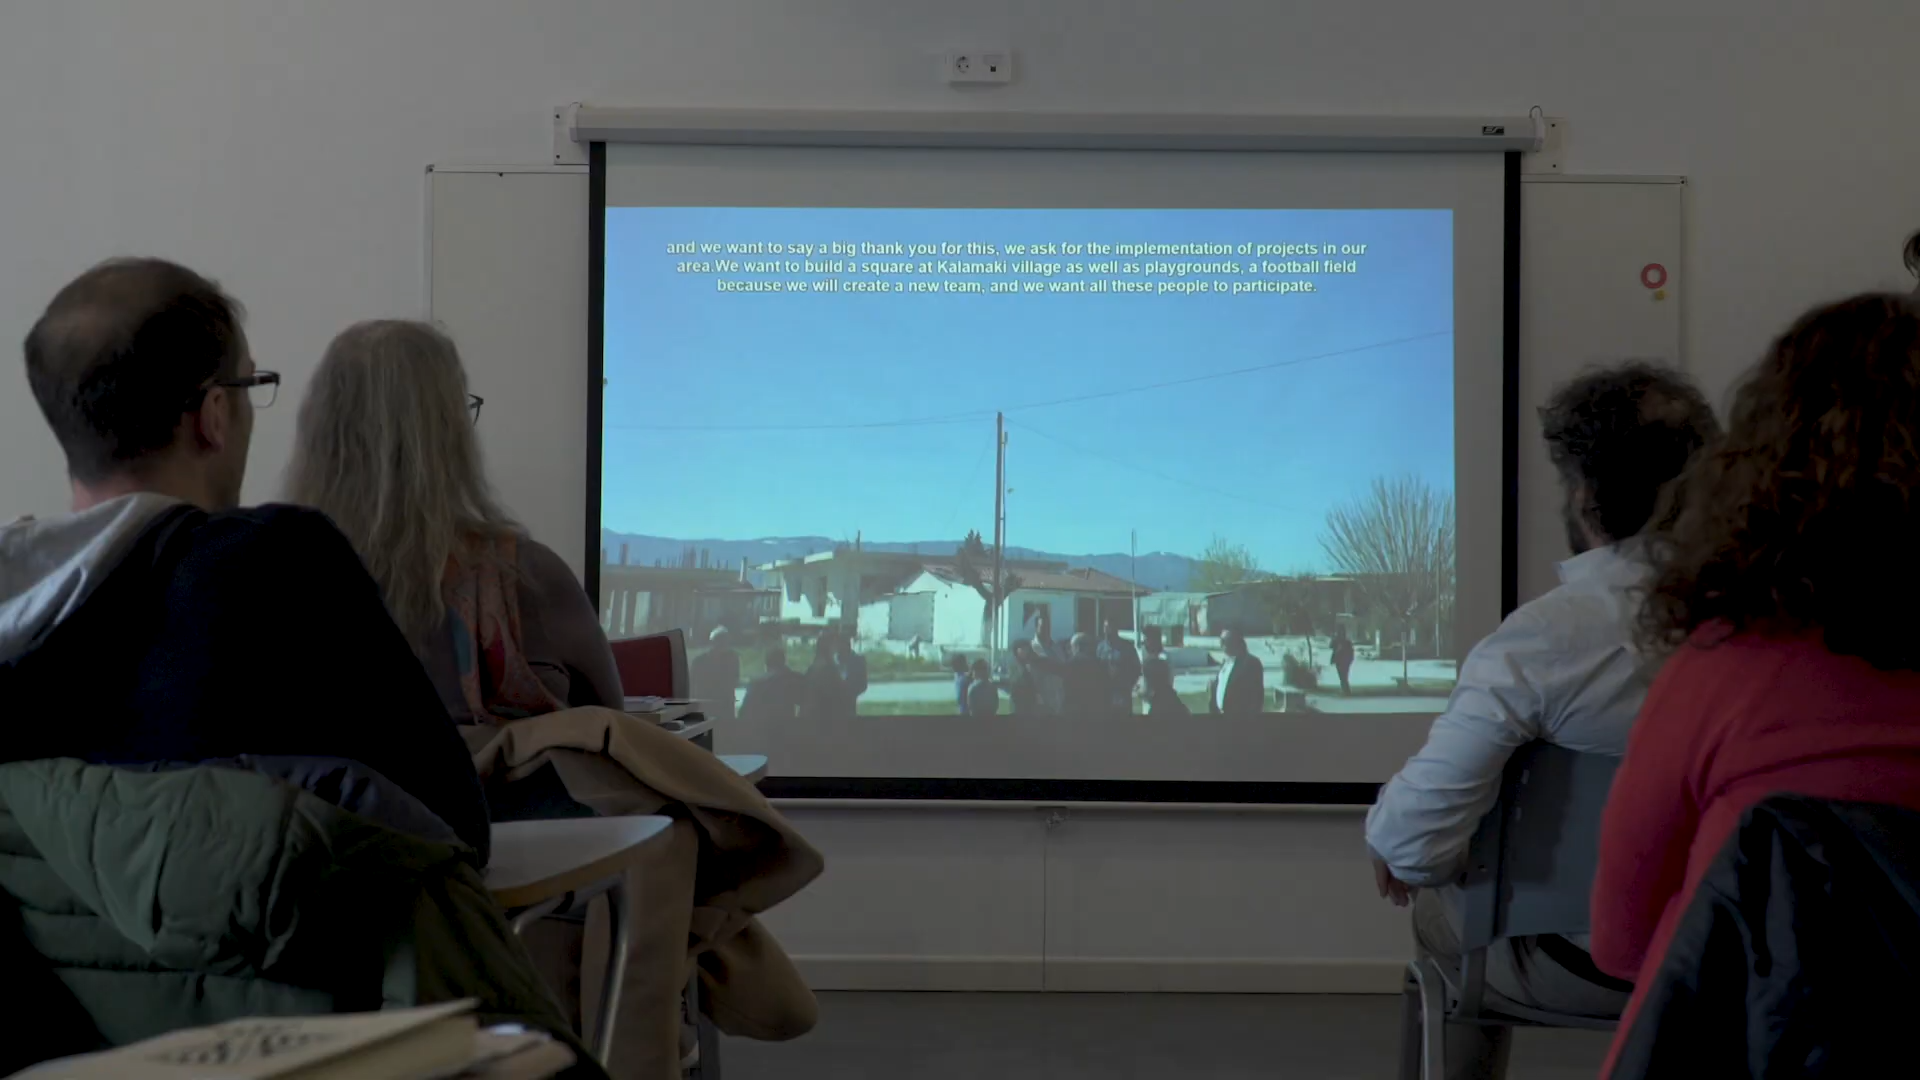 and we want to say a big thank you for this, we ask for the implementation of projects in our
area.We want to build a square at Kalamaki village as well as playgrounds, a football field
because we will create a new team, and we want all these people to participate.